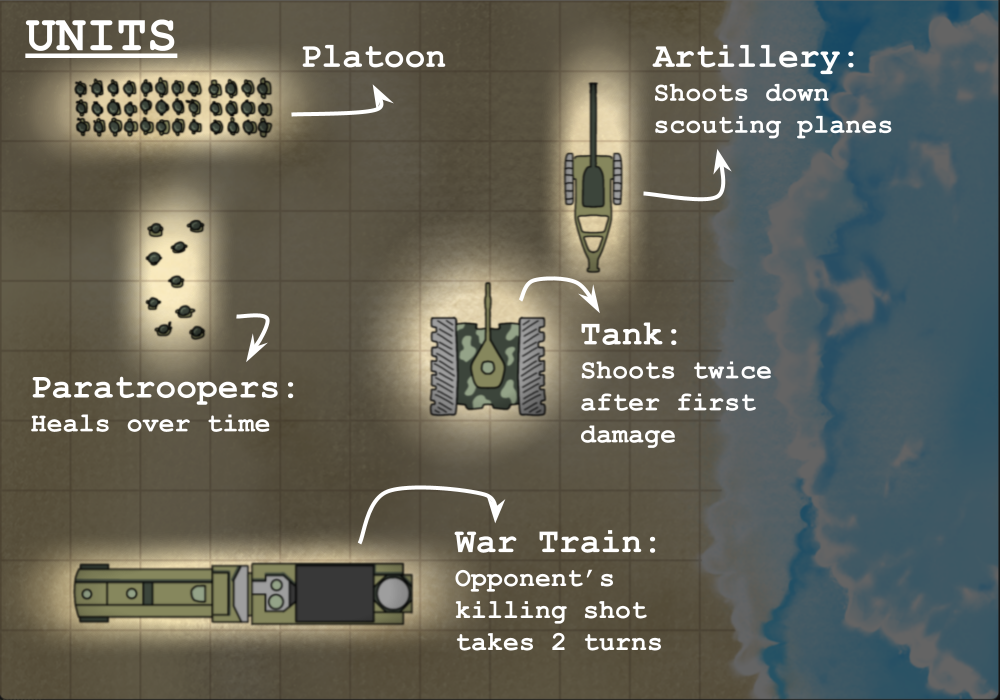 UNITS
Platoon
Artillery:
Shoots down
scouting planes
Tank:
Shoots twice
after first
damage
Paratroopers:
Heals over time
War Train:
Opponent's
killing shot
takes 2 turns